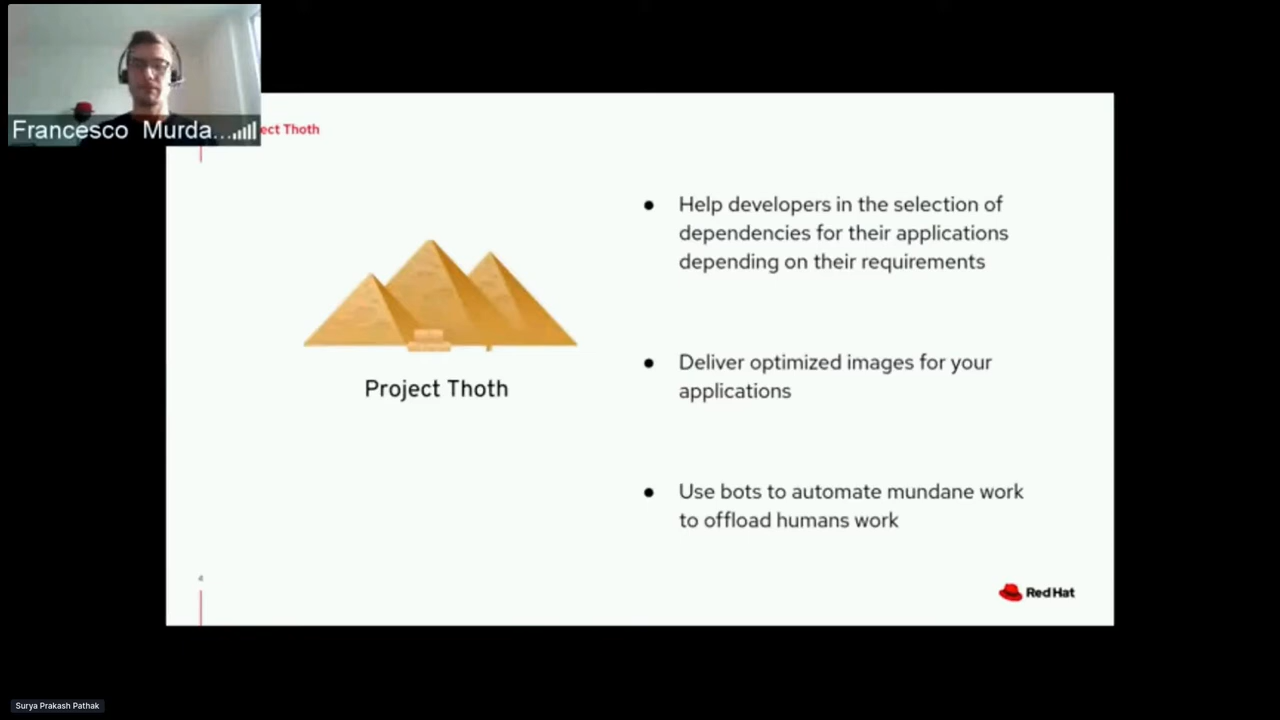 Francesco Murda...
ect Thoth
Help developers in the selection of
dependencies for their applications
depending on their requirements
Project Thoth
Deliver optimized images for your
applications
Use bots to automate mundane work
to offload humans work
4
Red Hat
Surya Prakash Pathak